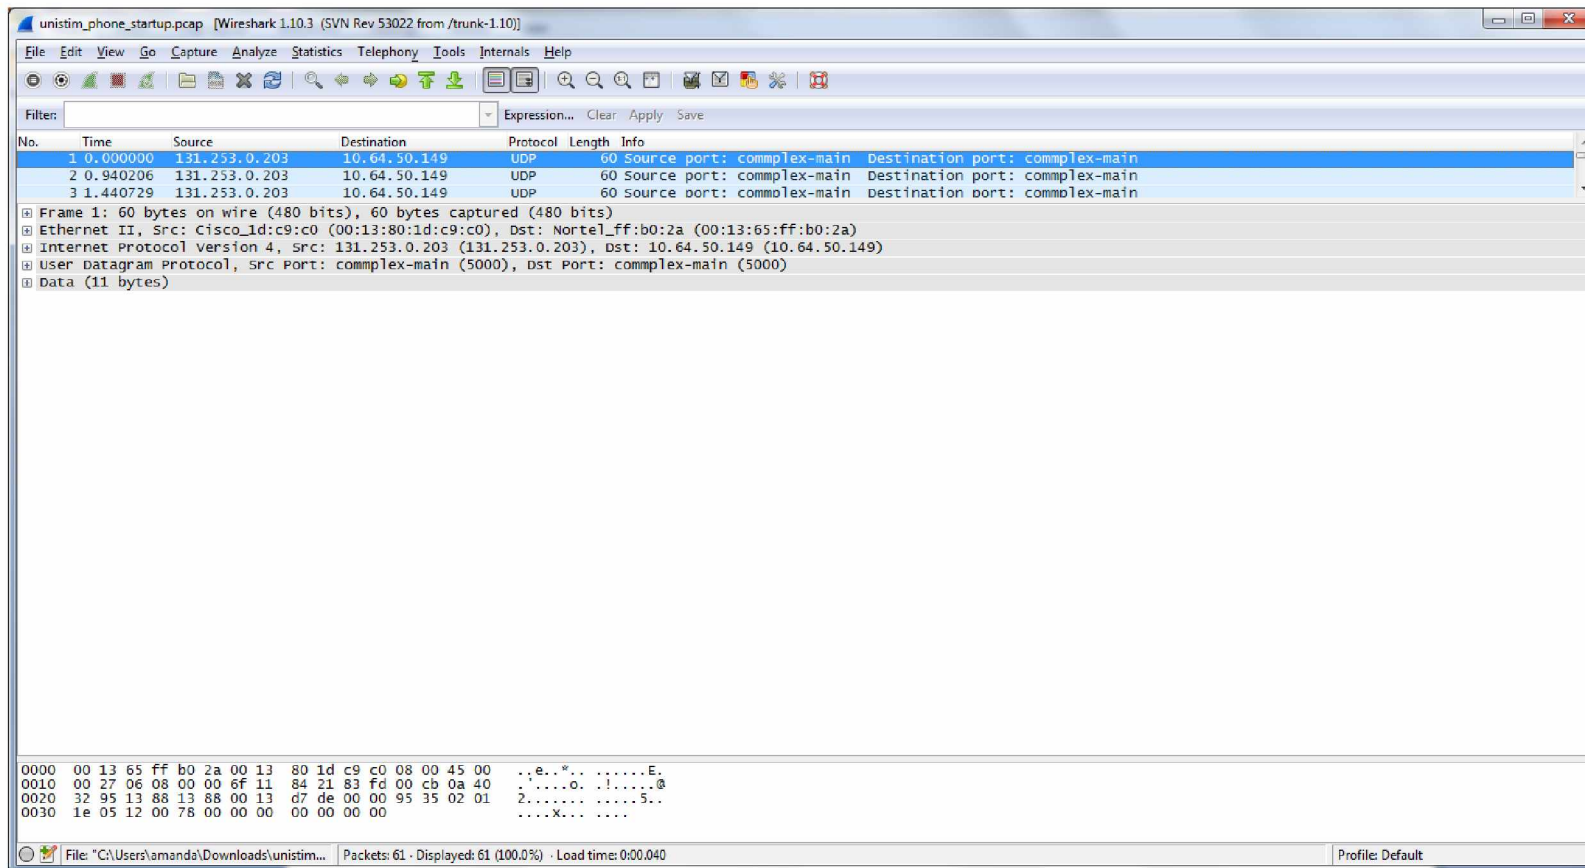 unistim_phone_startup.pcap [Wireshark 1.10.3 (SVN Rev 53022 from /trunk-1.10)]
File Edit View Go Capture Analyze Statistics Telephony Tools Internals Help
Filter: Expression... Clear Apply Save
No. Time Source Destination Protocol Length Info
1 0.000000 131.253.0.203 10.64.50.149 UDP 60 Source port: commplex-main Destination port: commplex-main
2 0.940206 131.253.0.203 10.64.50.149 UDP 60 Source port: commplex-main Destination port: commplex-main
3 1.440729 131.253.0.203 10.64.50.149 UDP 60 Source port: commplex-main Destination port: commplex-main
Frame 1: 60 bytes on wire (480 bits), 60 bytes captured (480 bits)
Ethernet II, Src: Cisco_1d:c9:c0 (00:13:80:1d:c9:c0), Dst: Nortel_ff:b0:2a (00:13:65:ff:b0:2a)
Internet Protocol Version 4, Src: 131.253.0.203 (131.253.0.203), Dst: 10.64.50.149 (10.64.50.149)
User Datagram Protocol, Src Port: commplex-main (5000), Dst Port: commplex-main (5000)
Data (11 bytes)
0000 00 13 65 ff b0 2a 00 13 80 1d c9 c0 08 00 45 00 ..e..*.. ......E.
0010 00 27 06 08 00 00 6f 11 84 21 83 fd 00 cb 0a 40 .'....o. .!.....@
0020 32 95 13 88 13 88 00 13 d7 de 00 00 95 35 02 01 2....... .....5..
0030 1e 05 12 00 78 00 00 00 00 00 00 00 ....x... ....
File: "C:\Users\amanda\Downloads\unistim... Packets: 61 · Displayed: 61 (100.0%) · Load time: 0:00.040 Profile: Default